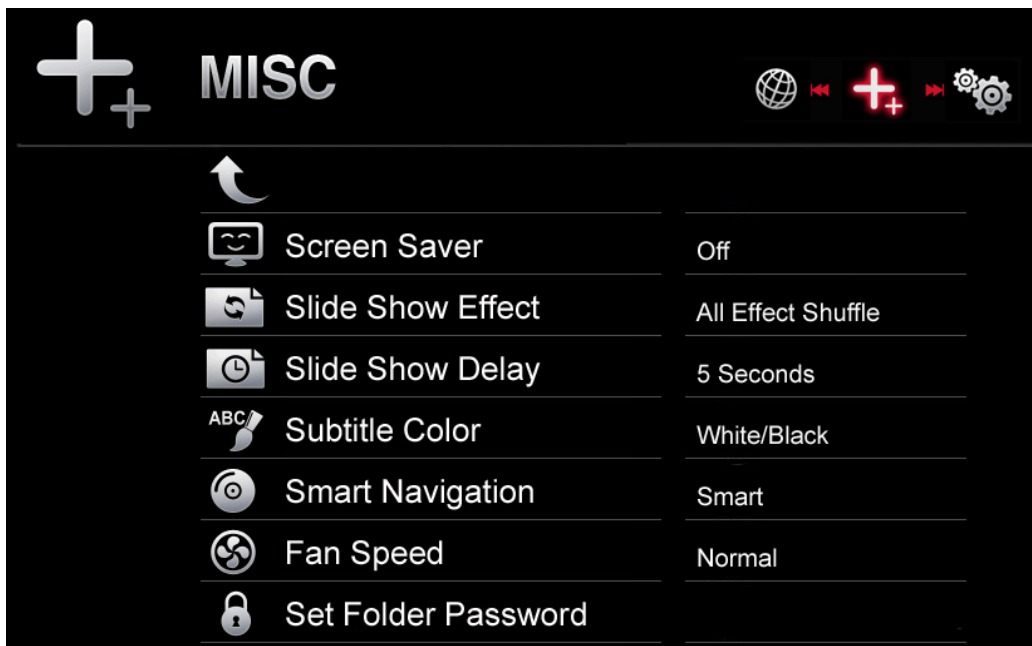 MISC
Screen Saver Off
Slide Show Effect All Effect Shuffle
Slide Show Delay 5 Seconds
ABC Subtitle Color White/Black
Smart Navigation Smart
Fan Speed Normal
Set Folder Password